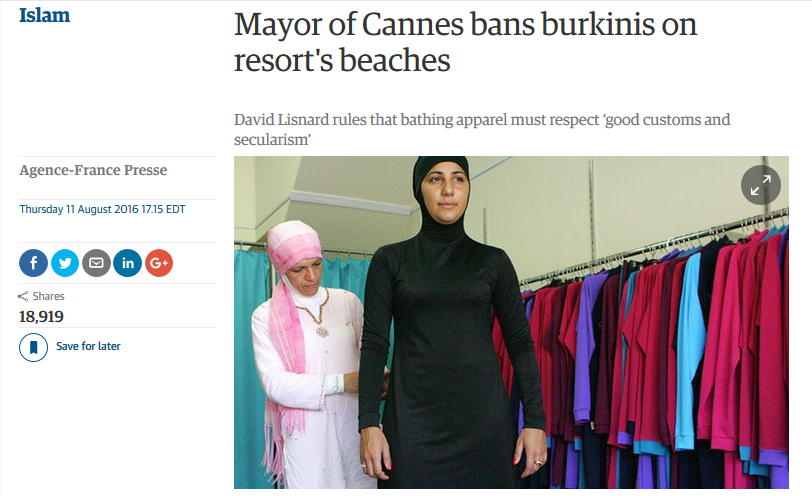 Islam
Mayor of Cannes bans burkinis on
resort's beaches
David Lisnard rules that bathing apparel must respect ‘good customs and
secularism’
Agence-France Presse
Thursday 11 August 2016 17.15 EDT
f
in
G+
Shares
18,919
Save for later